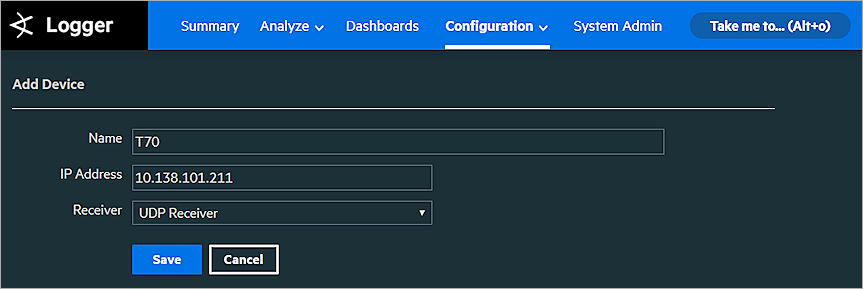 Logger Summary Analyze Dashboards Configuration System Admin Take me to... (Alt+o)
Add Device
Name T70
IP Address 10.138.101.211
Receiver UDP Receiver
Save Cancel